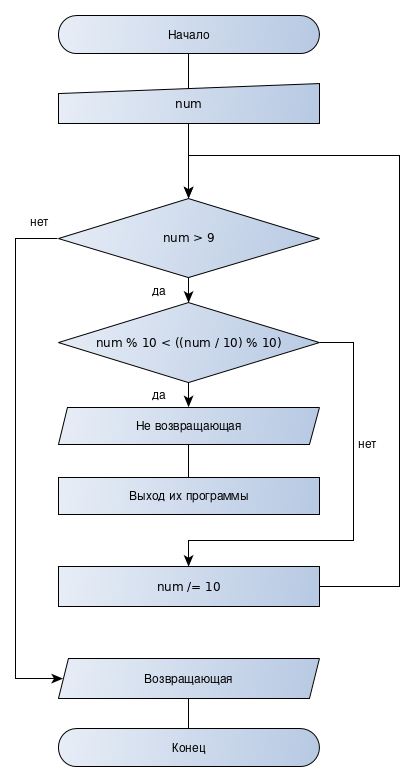 Начало
num
нет
num > 9
да
num % 10 < ((num / 10) % 10)
да
Не возвращающая
нет
Выход их программы
num /= 10
Возвращающая
Конец